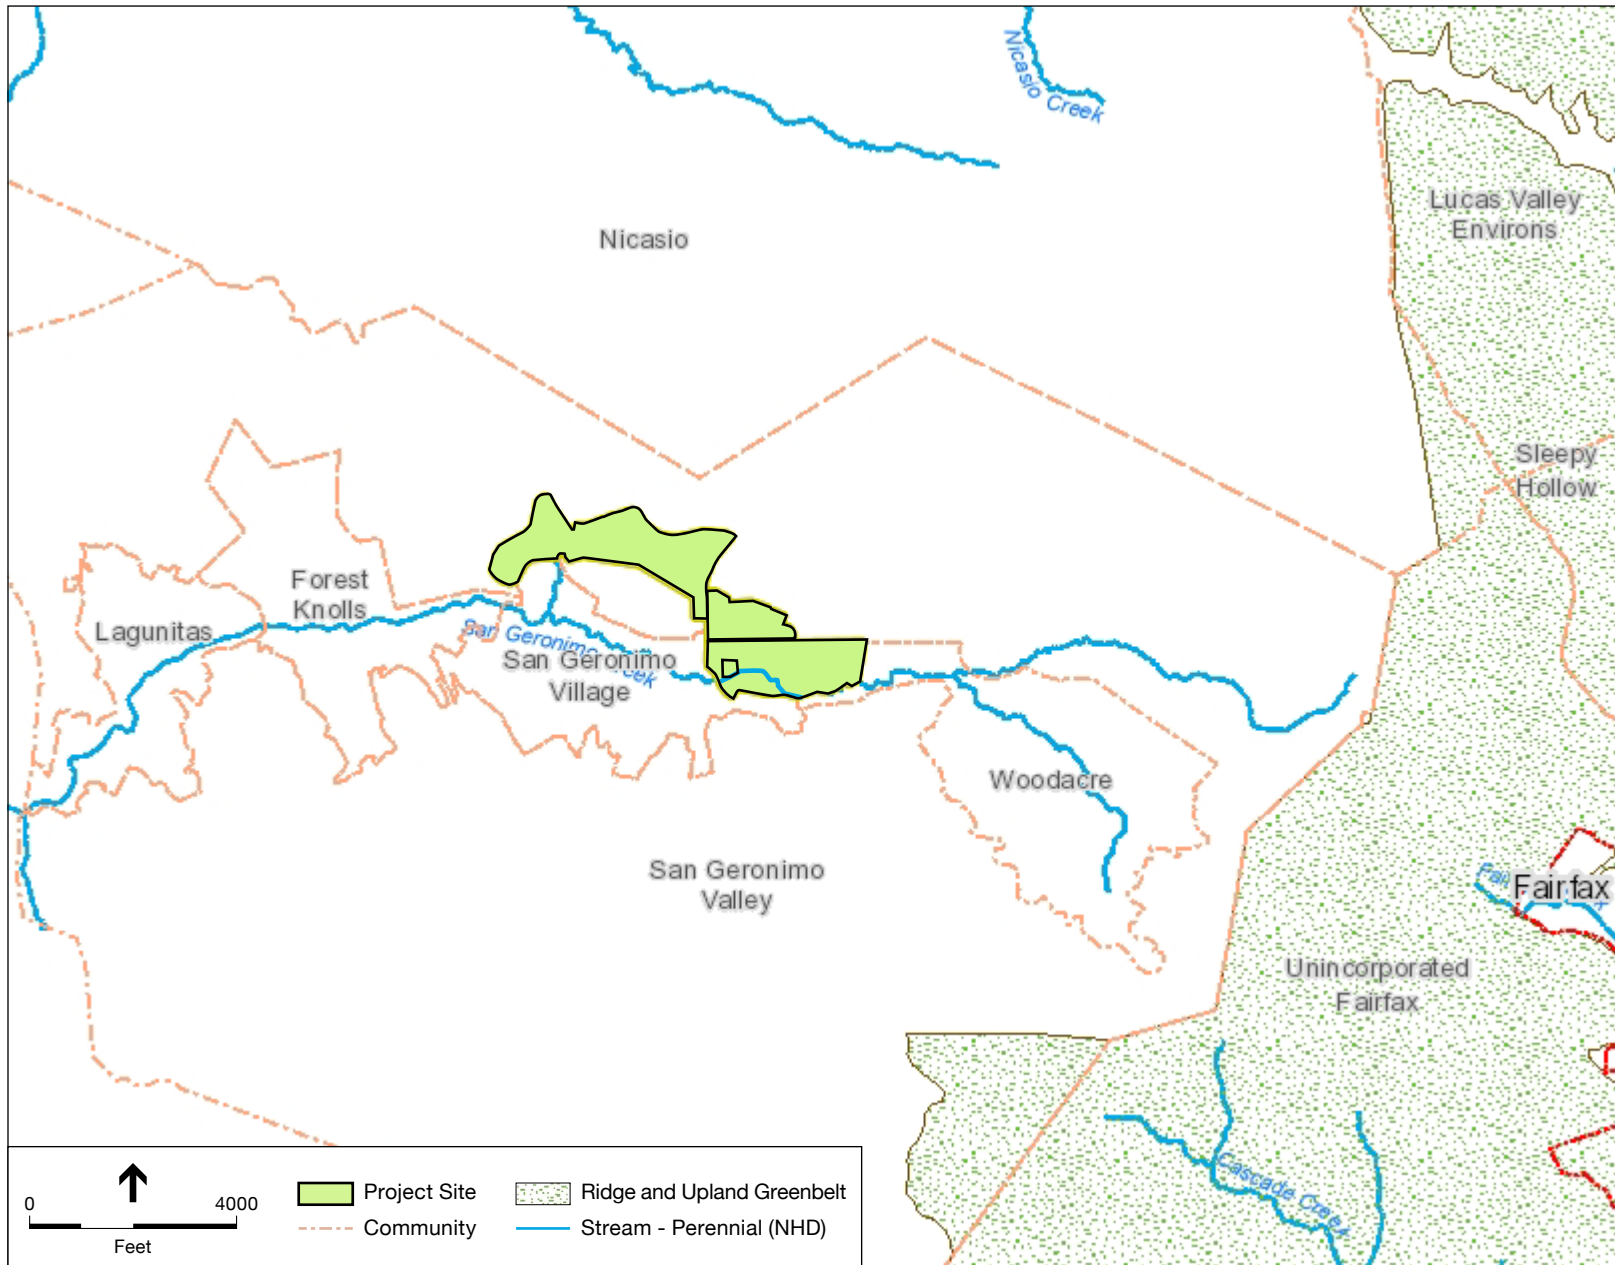 Nicasio Creek
Lucas Valley
Environs
Nicasio
Sleepy
Hollow
Forest
Knolls
Lagunitas
San Geronimo Creek
San Geronimo
Village
Woodacre
San Geronimo
Valley
Fairfax
Unincorporated
Fairfax
Cascade Creek
0 4000
Feet
Project Site
Community
Ridge and Upland Greenbelt
Stream - Perennial (NHD)